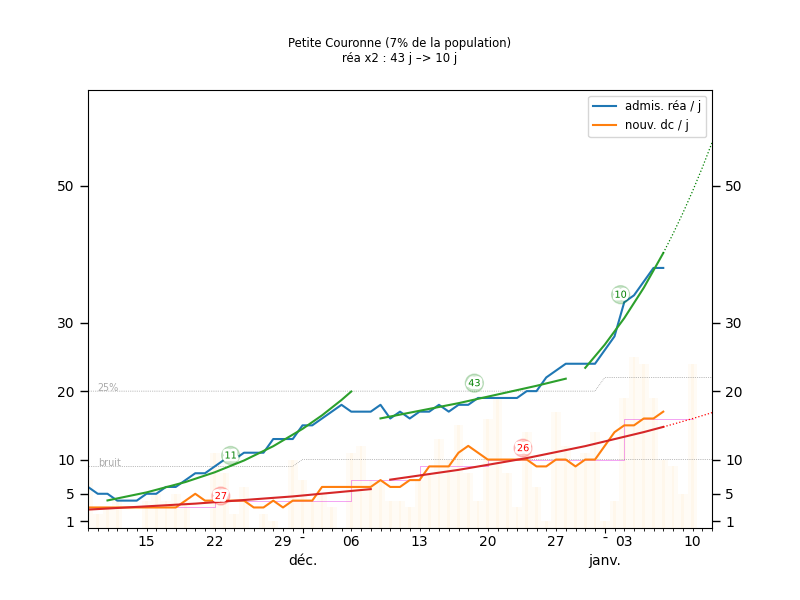 Petite Couronne (7% de la population)
réa x2 : 43 j –> 10 j
admis. réa / j
nouv. dc / j
50 50
10
30 30
43
25%
20 20
26
11
bruit
10 10
27
5 5
1 1
15 22 29 - 06 13 20 27 - 03 10
déc. janv.